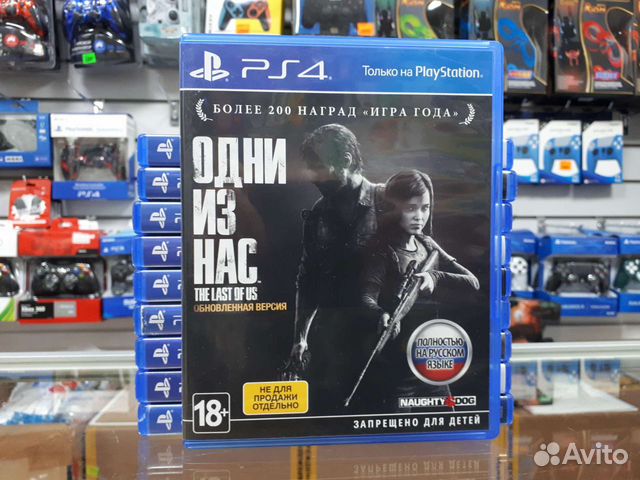 PS4
Только на PlayStation.
БОЛЕЕ 200 НАГРАД «ИГРА ГОДА»
ОДНИ
ИЗ
НАС
THE LAST OF US
ОБНОВЛЕННАЯ ВЕРСИЯ
ПОЛНОСТЬЮ
НА РУССКОМ
ЯЗЫКЕ
НЕ ДЛЯ
ПРОДАЖИ
ОТДЕЛЬНО
18+
NAUGHTY DOG
ЗАПРЕЩЕНО ДЛЯ ДЕТЕЙ
PS4
Avito